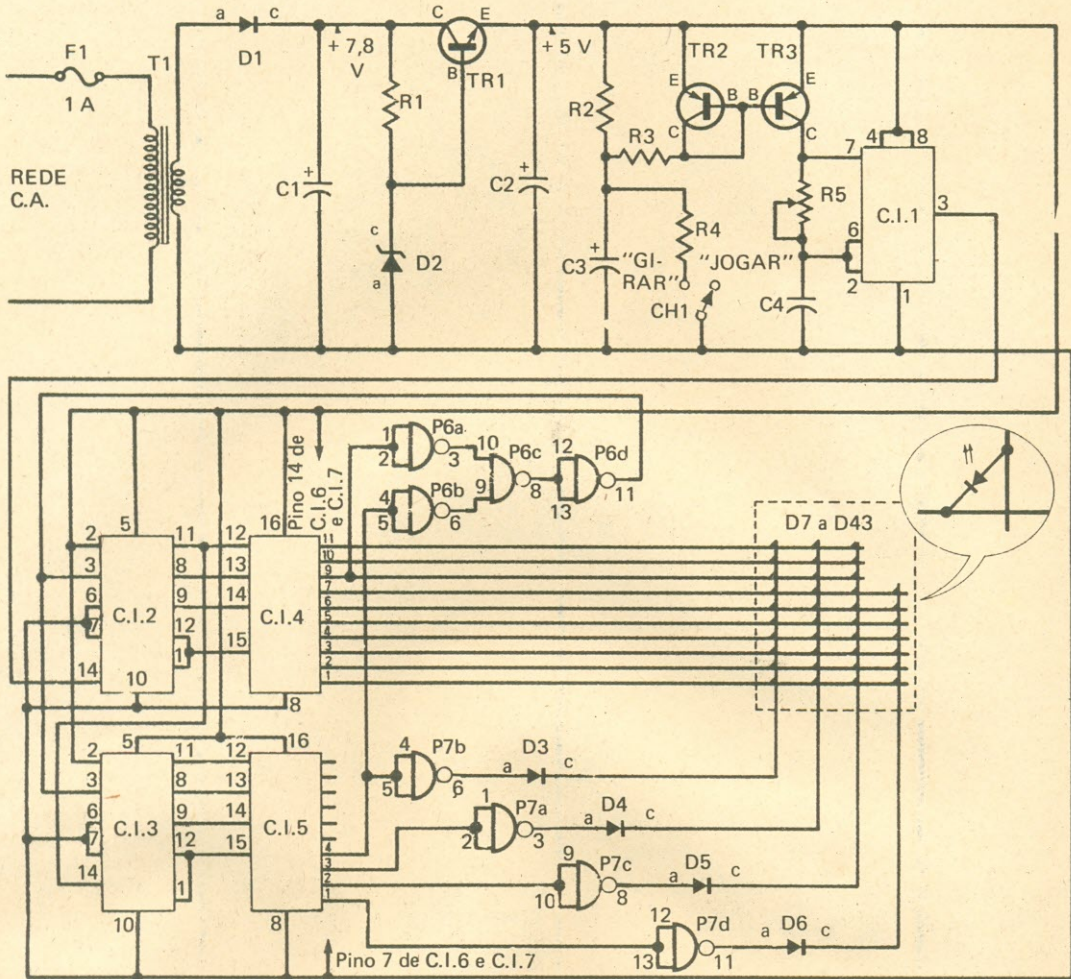 F1
1 A
T1
REDE
C.A.
a
c
D1
+ 7,8
V
C
E
B
TR1
R1
C1
+
c
D2
a
+ 5 V
C2
+
R2
R3
C3
+
"GI-
RAR"
"JOGAR"
R4
CH1
TR2
E
B
C
TR3
B
E
C
R5
C4
7
4
8
6
2
3
1
C.I.1
Pino 14 de
C.I.6
e C.I.7
1
2
P6a
3
4
5
P6b
6
10
9
P6c
8
12
13
P6d
11
D7 a D43
2
3
6
7
14
5
11
8
9
12
1
10
C.I.2
12
13
14
15
16
8
C.I.4
11
10
9
7
6
5
4
3
2
1
2
3
6
7
14
5
11
8
9
12
1
10
C.I.3
12
13
14
15
16
8
C.I.5
4
3
2
1
4
5
P7b
6
a
D3
c
1
2
P7a
3
a
D4
c
9
10
P7c
8
a
D5
c
12
13
P7d
11
a
D6
c
Pino 7 de C.I.6 e C.I.7